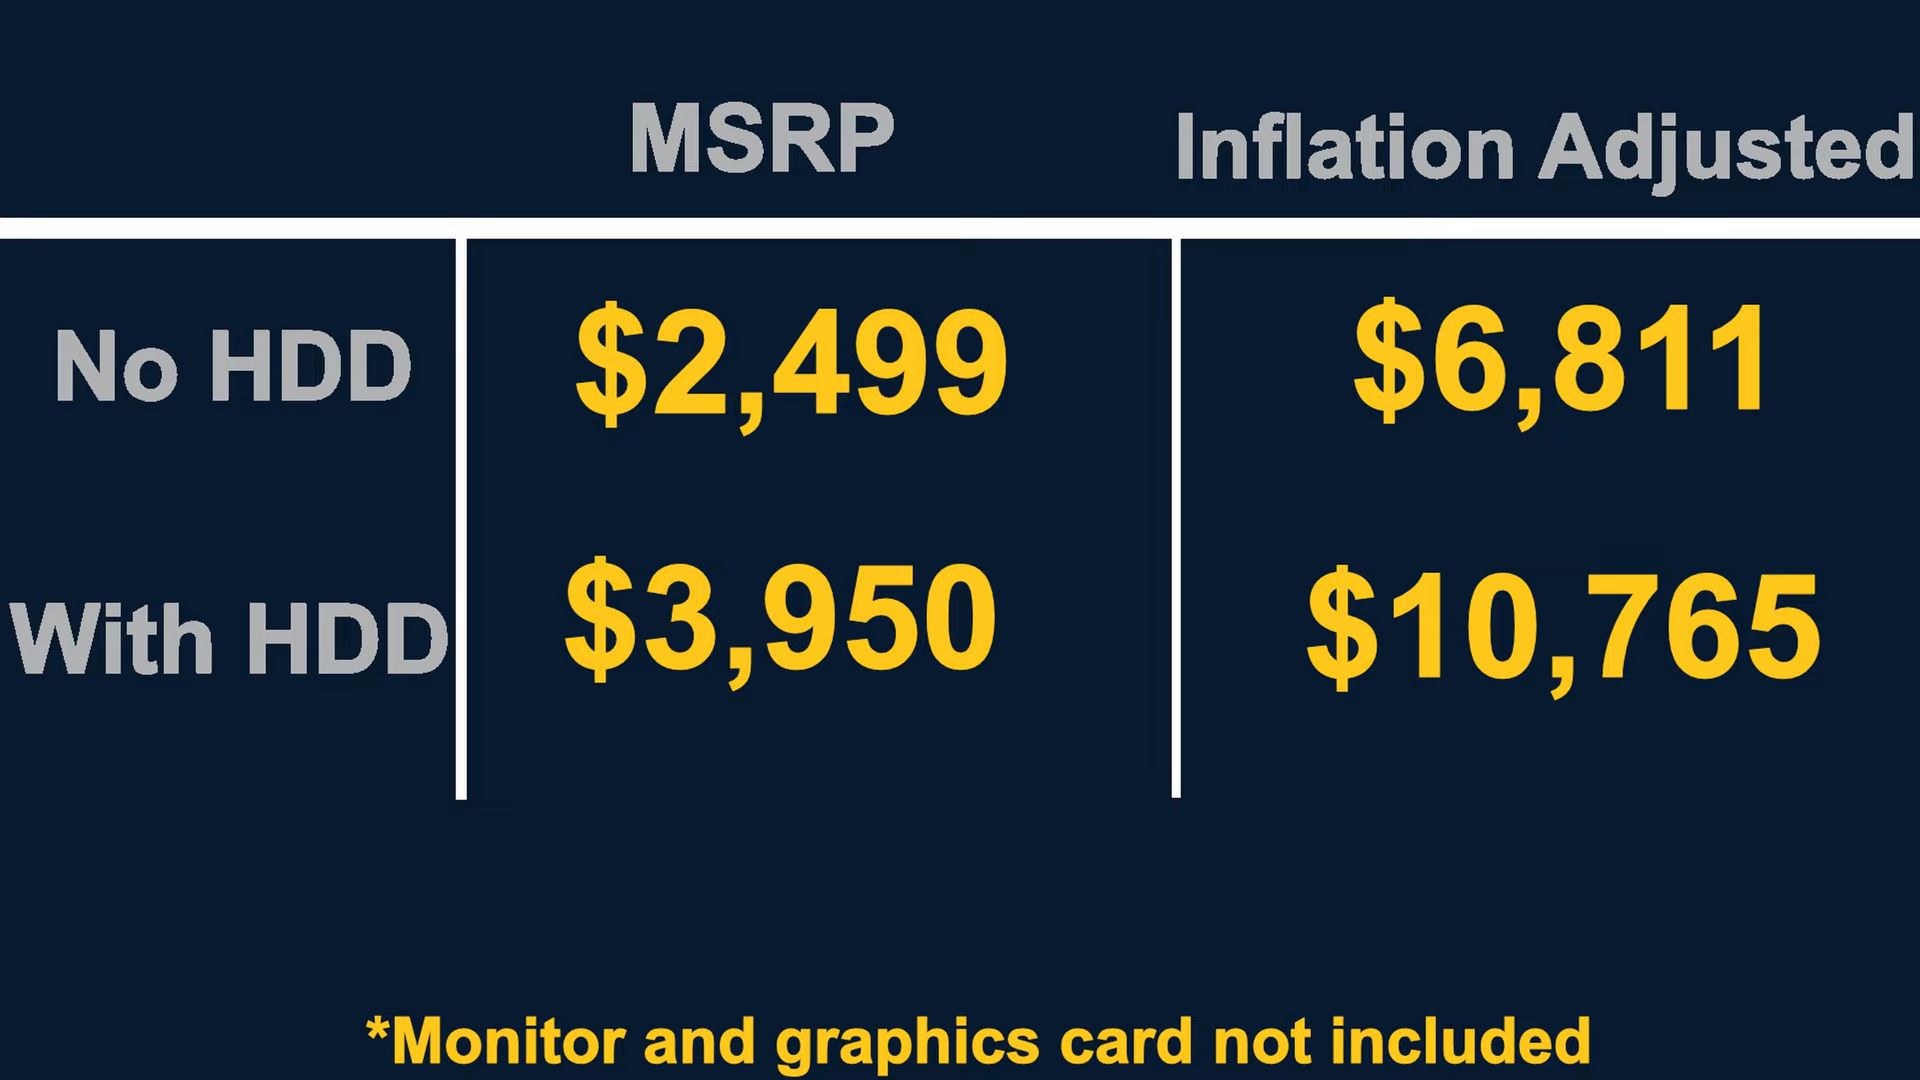 MSRP Inflation Adjusted
No HDD $2,499 $6,811
With HDD $3,950 $10,765
*Monitor and graphics card not included